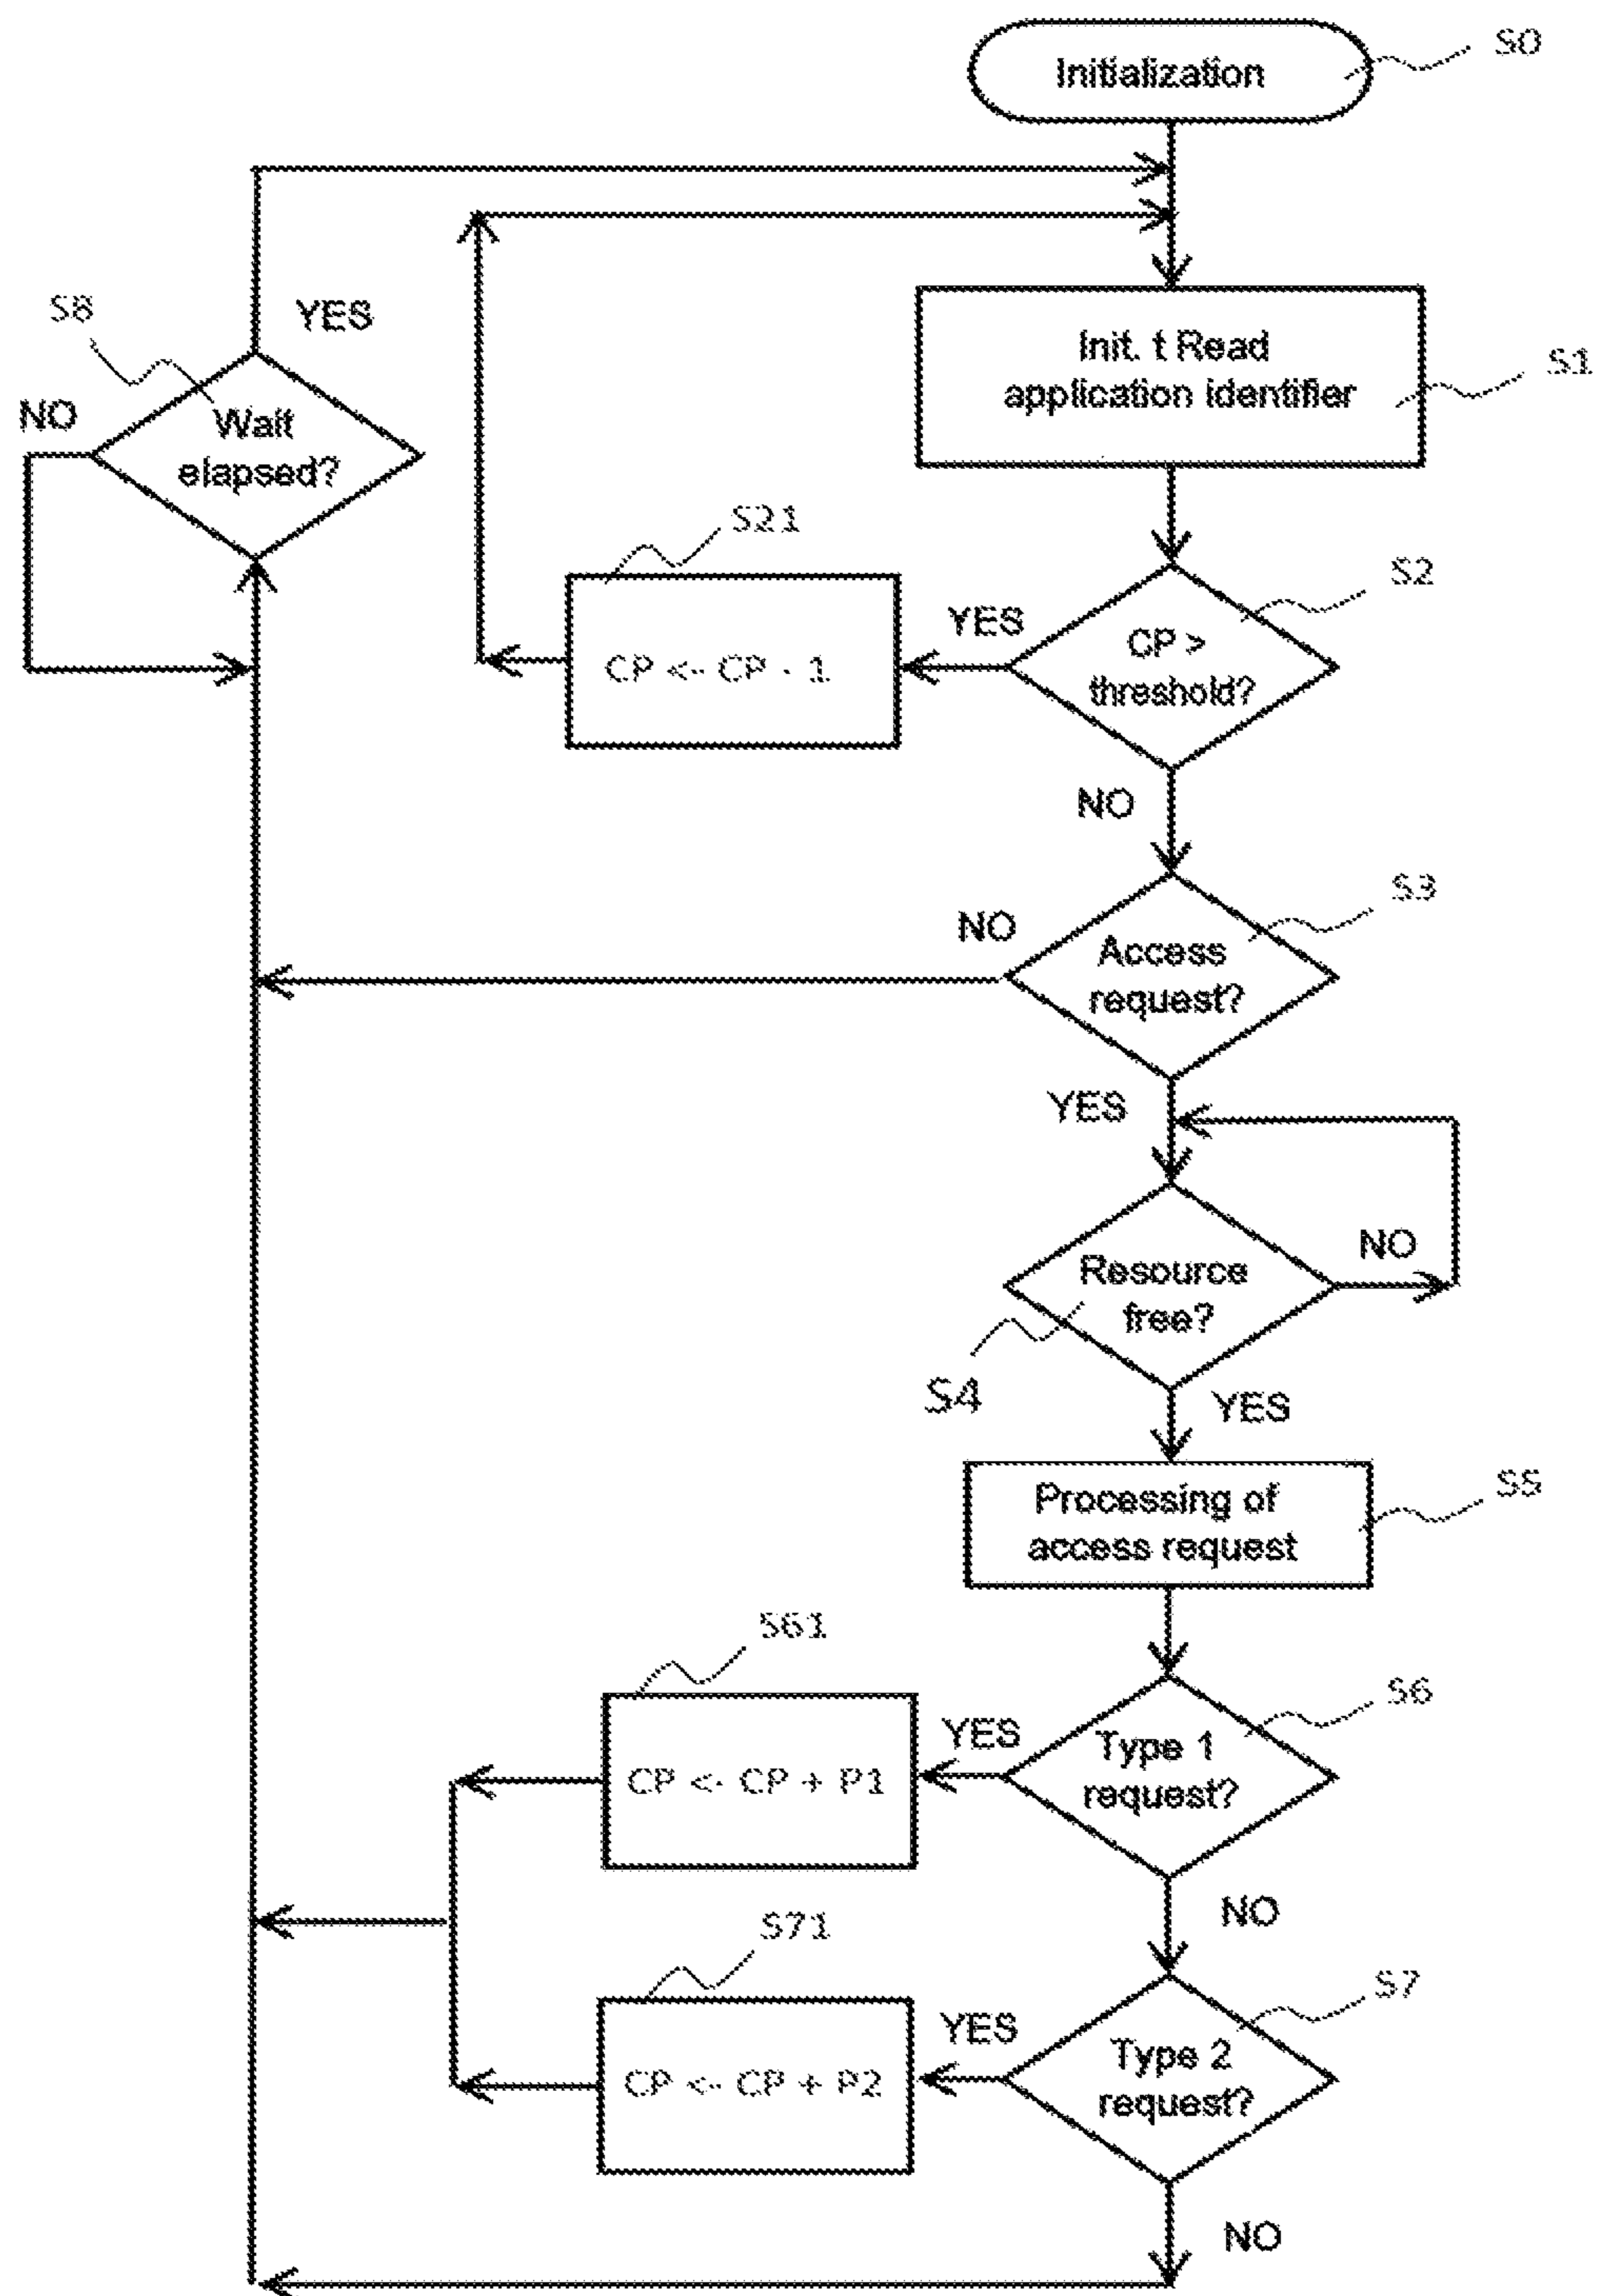 Initialization
S0
S8
YES
NO
Wait
elapsed?
Init. t Read
application identifier
S1
S21
CP <- CP - 1
YES
S2
CP >
threshold?
NO
S3
NO
Access
request?
YES
Resource
free?
NO
S4
YES
Processing of
access request
S5
S61
CP <- CP + P1
YES
S6
Type 1
request?
NO
S71
CP <- CP + P2
YES
S7
Type 2
request?
NO